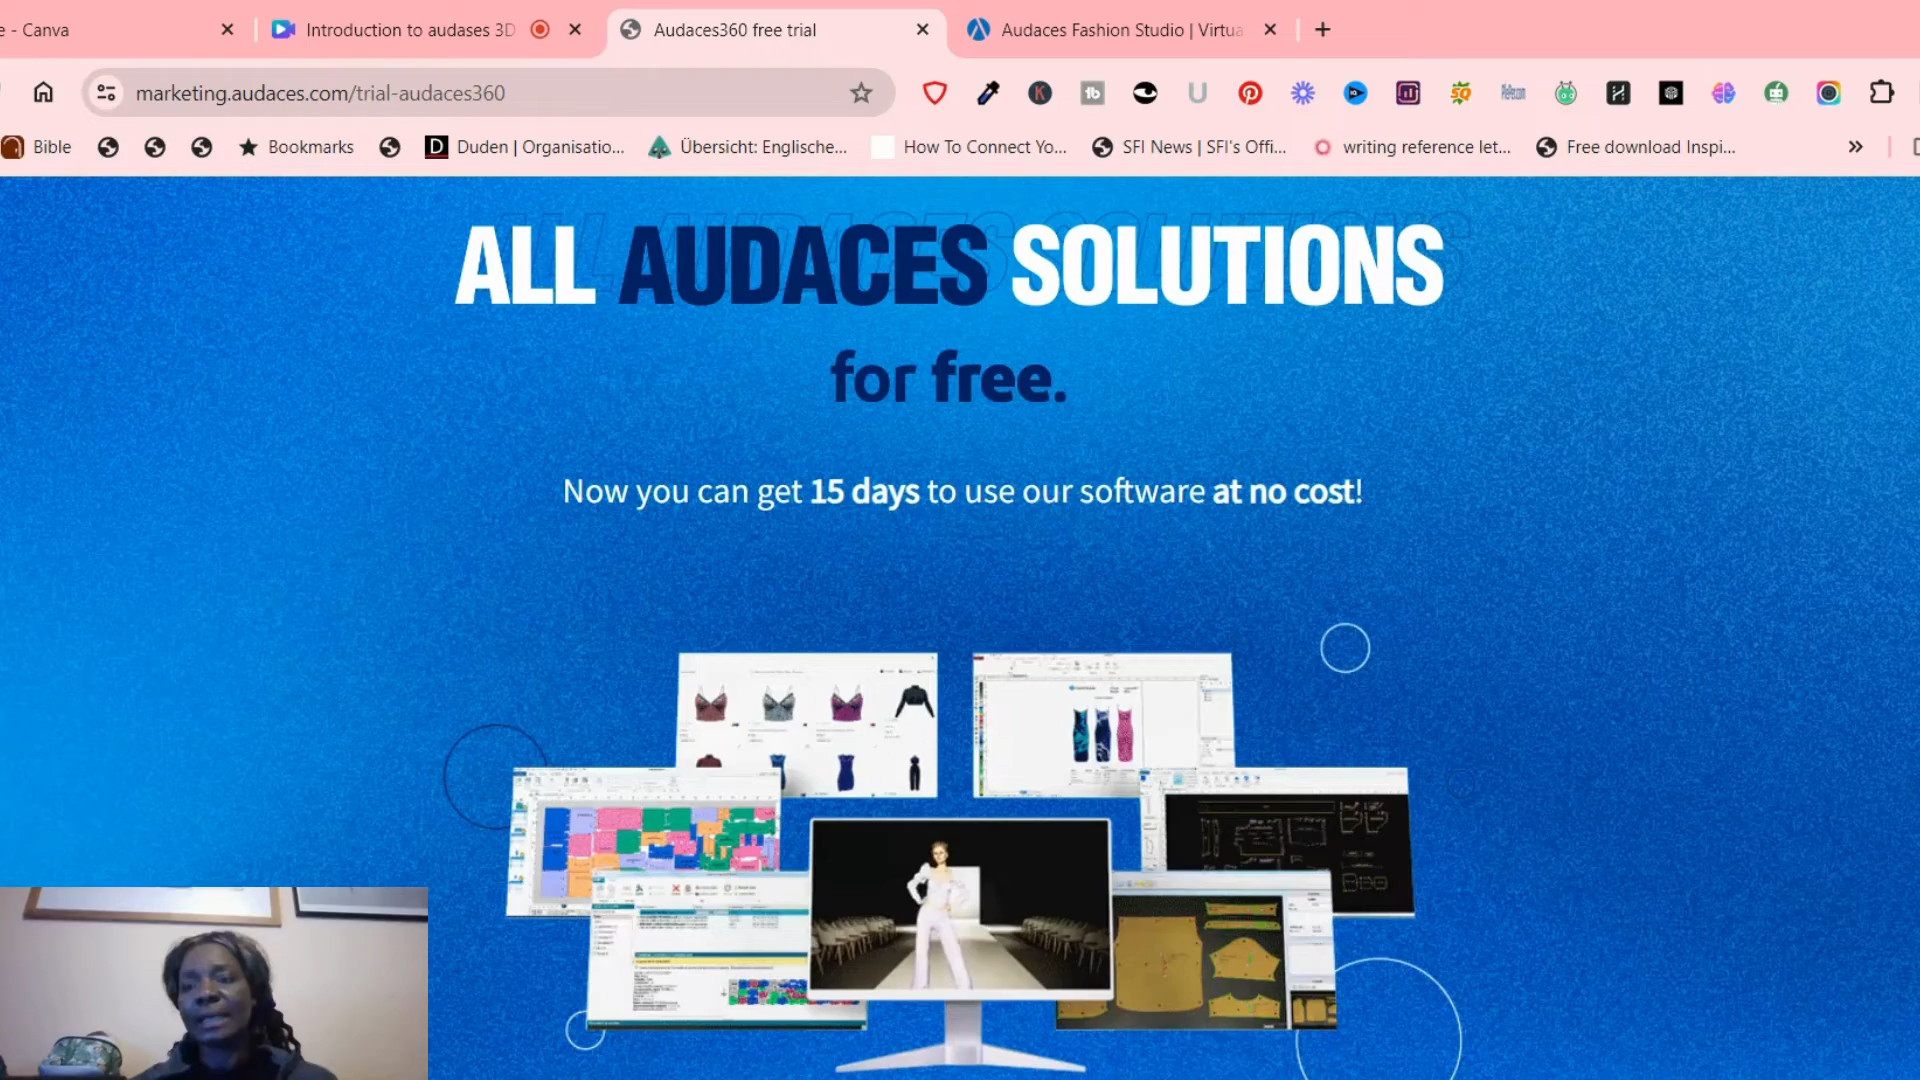 e - Canva
Introduction to audases 3D
Audaces360 free trial
Audaces Fashion Studio | Virtua
marketing.audaces.com/trial-audaces360
Bible
Bookmarks
Duden | Organisatio...
Übersicht: Englische...
How To Connect Yo...
SFI News | SFI's Offi...
writing reference let...
Free download Inspi...
ALL AUDACES SOLUTIONS
for free.
Now you can get 15 days to use our software at no cost!